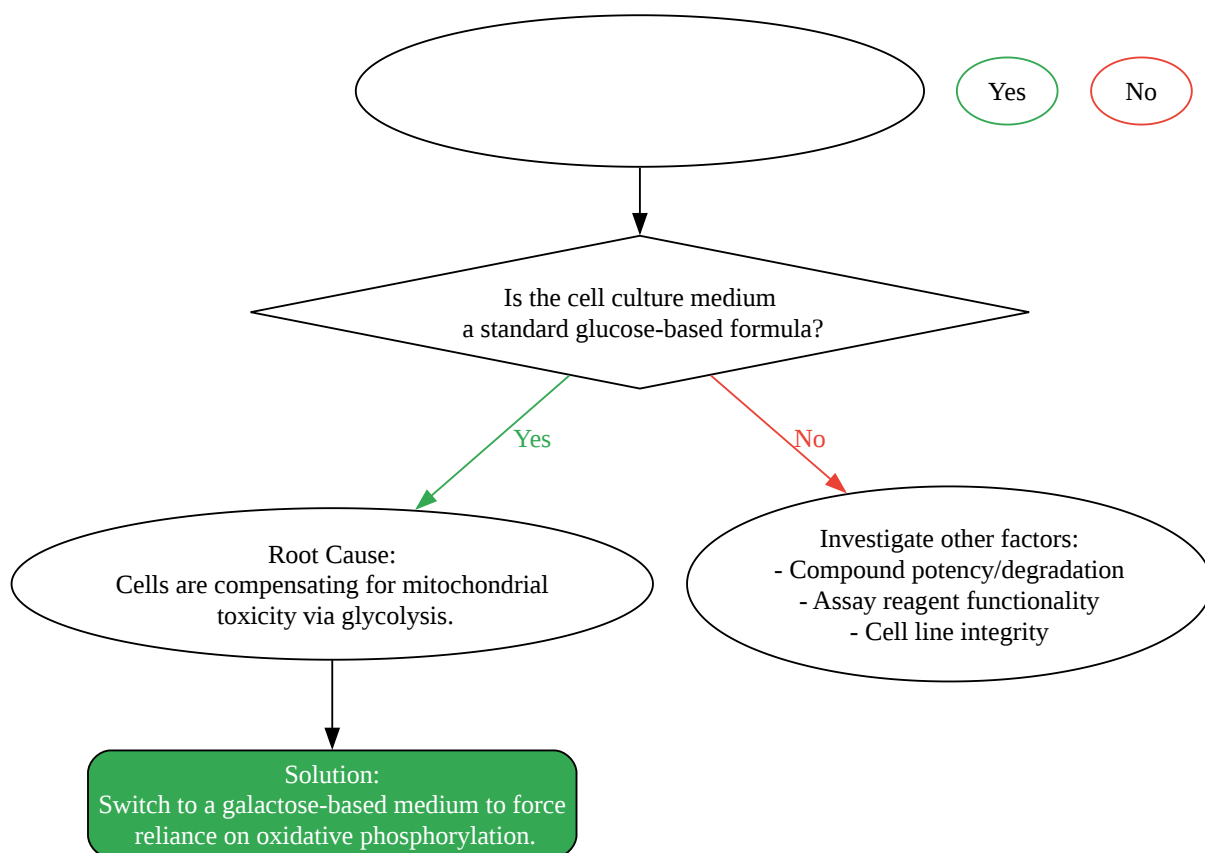 Yes
No
Is the cell culture medium
a standard glucose-based formula?
Yes
No
Root Cause:
Cells are compensating for mitochondrial
toxicity via glycolysis.
Investigate other factors:
- Compound potency/degradation
- Assay reagent functionality
- Cell line integrity
Solution:
Switch to a galactose-based medium to force
reliance on oxidative phosphorylation.